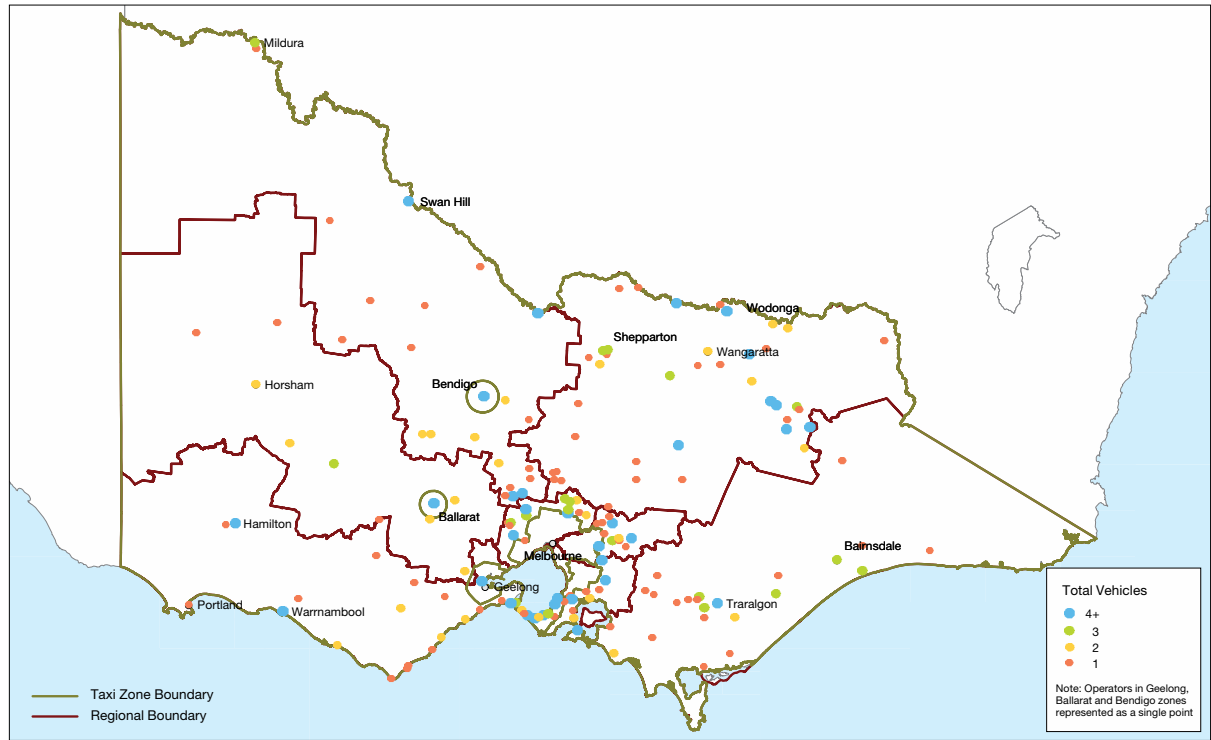 Mildura
Swan Hill
Wodonga
Shepparton
Wangaratta
Bendigo
Horsham
Ballarat
Hamilton
Melbourne
Bairnsdale
Geelong
Portland
Warrnambool
Traralgon
Total Vehicles
4+
3
2
1
Note: Operators in Geelong,
Ballarat and Bendigo zones
represented as a single point
Taxi Zone Boundary
Regional Boundary